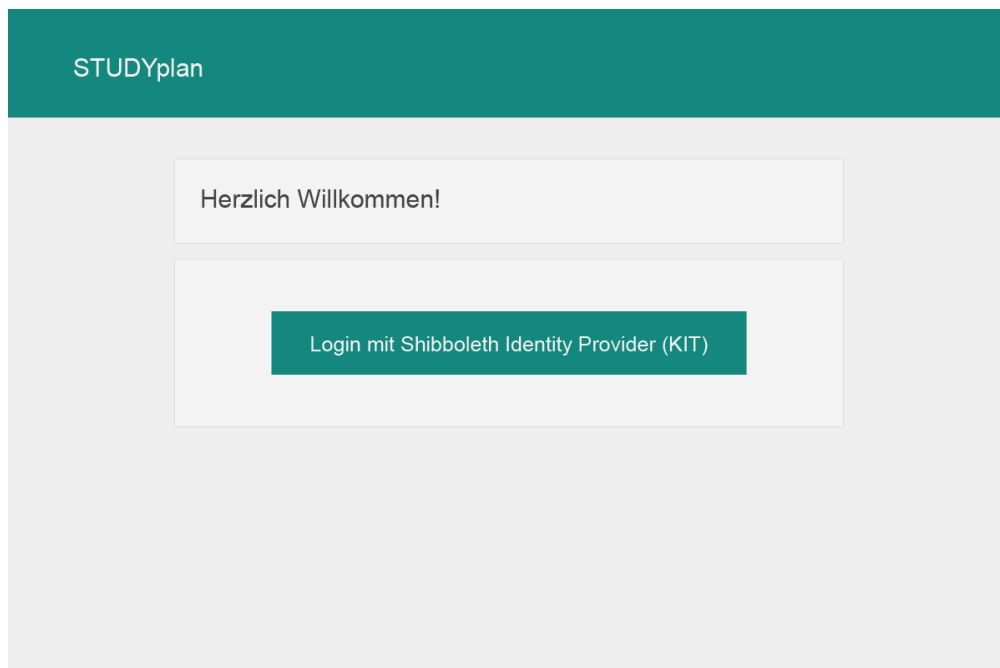 STUDYplan
Herzlich Willkommen!
Login mit Shibboleth Identity Provider (KIT)